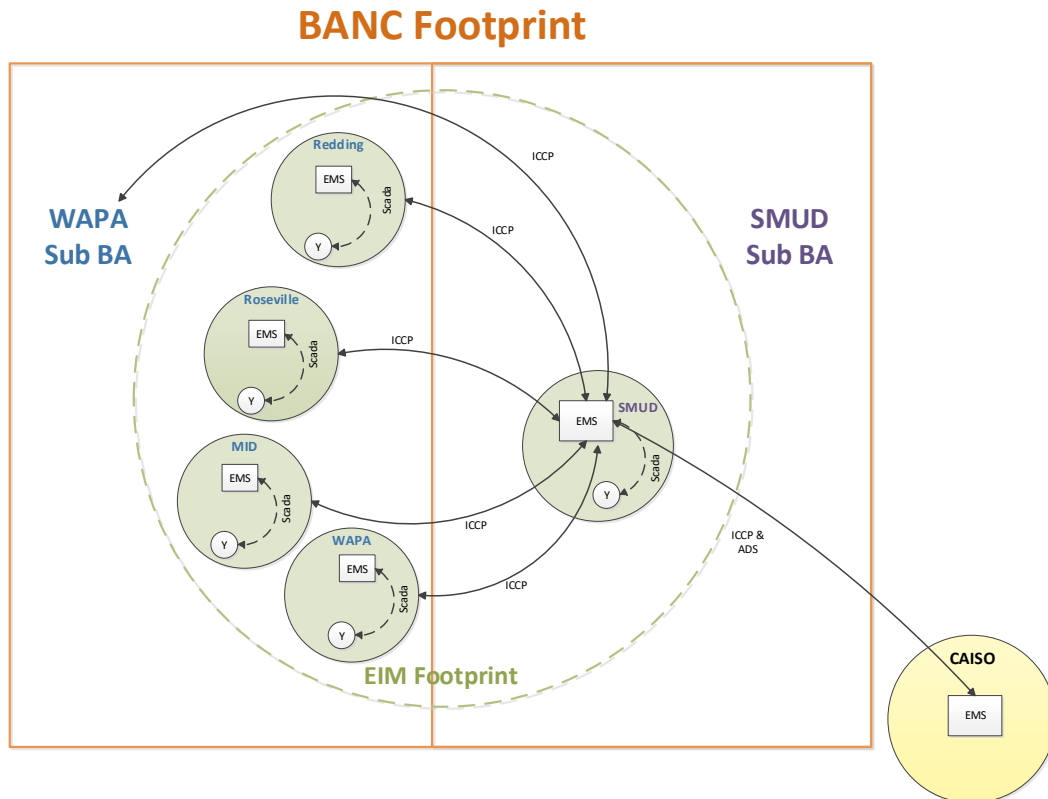 BANC Footprint
ICCP
Redding
EMS
Scada
Y
ICCP
WAPA
Sub BA
SMUD
Sub BA
Roseville
EMS
Scada
Y
ICCP
SMUD
EMS
Scada
Y
MID
EMS
Scada
Y
ICCP
WAPA
EMS
Scada
Y
ICCP
ICCP &
ADS
EIM Footprint
CAISO
EMS